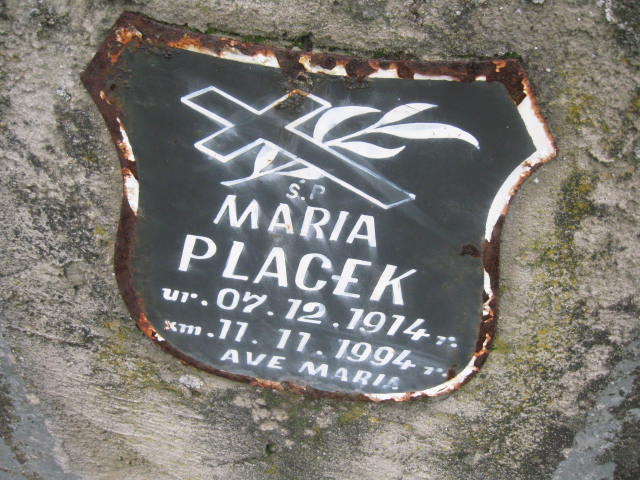 Ś.P
MARIA
PLACEK
ur. 07.12.1914 r.
zm. 11.11.1994 r.
AVE MARIA